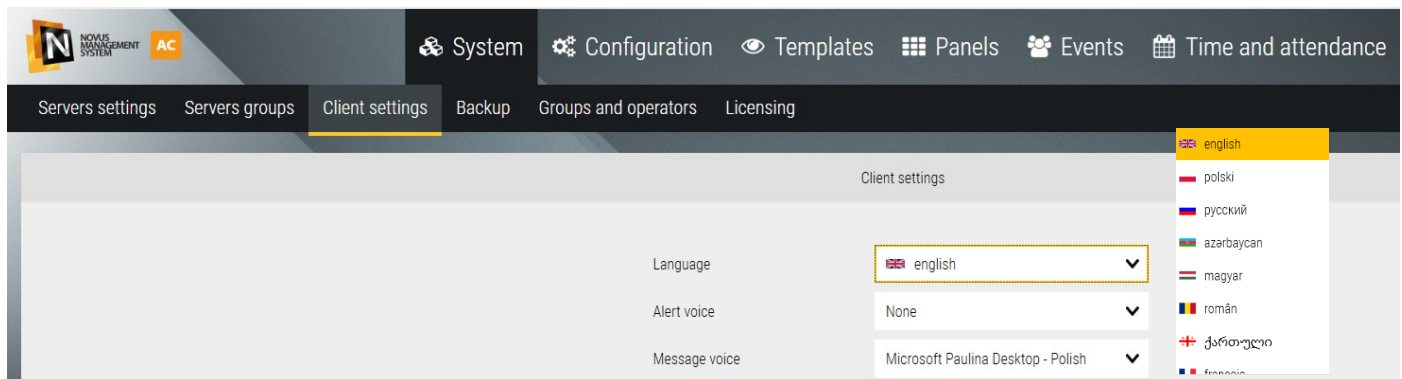 NOVUS
MANAGEMENT
SYSTEM
AC
System Configuration Templates Panels Events Time and attendance
Servers settings Servers groups Client settings Backup Groups and operators Licensing
Client settings
Language english
Alert voice None
Message voice Microsoft Paulina Desktop - Polish
english
polski
русский
azərbaycan
magyar
român
ქართული
français